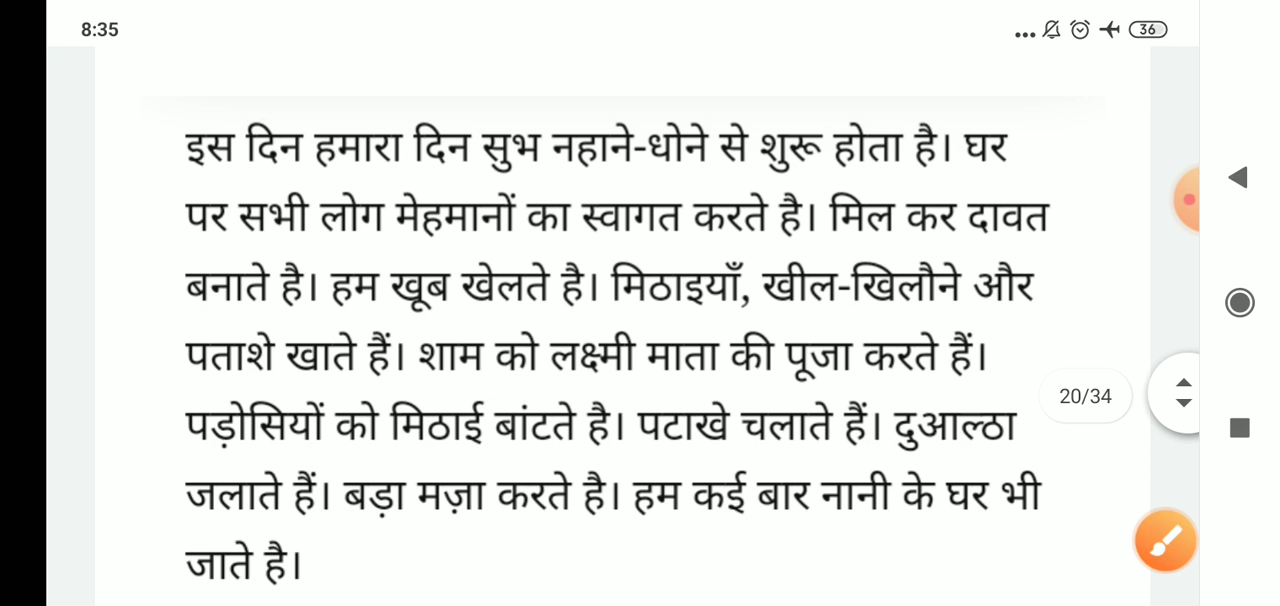 8:35
36
इस दिन हमारा दिन सुभ नहाने-धोने से शुरू होता है। घर
पर सभी लोग मेहमानों का स्वागत करते है। मिल कर दावत
बनाते है। हम खूब खेलते है। मिठाइयाँ, खील-खिलौने और
पताशे खाते हैं। शाम को लक्ष्मी माता की पूजा करते हैं।
20/34
पड़ोसियों को मिठाई बांटते है। पटाखे चलाते हैं। दुआल्ठा
जलाते हैं। बड़ा मज़ा करते है। हम कई बार नानी के घर भी
जाते है।